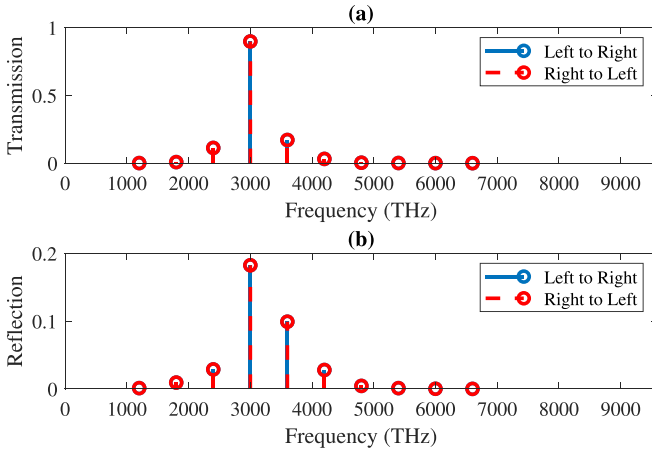 (a)
Transmission
1
0.5
0
Left to Right
Right to Left
0 1000 2000 3000 4000 5000 6000 7000 8000 9000
Frequency (THz)
(b)
Reflection
0.2
0.1
0
Left to Right
Right to Left
0 1000 2000 3000 4000 5000 6000 7000 8000 9000
Frequency (THz)